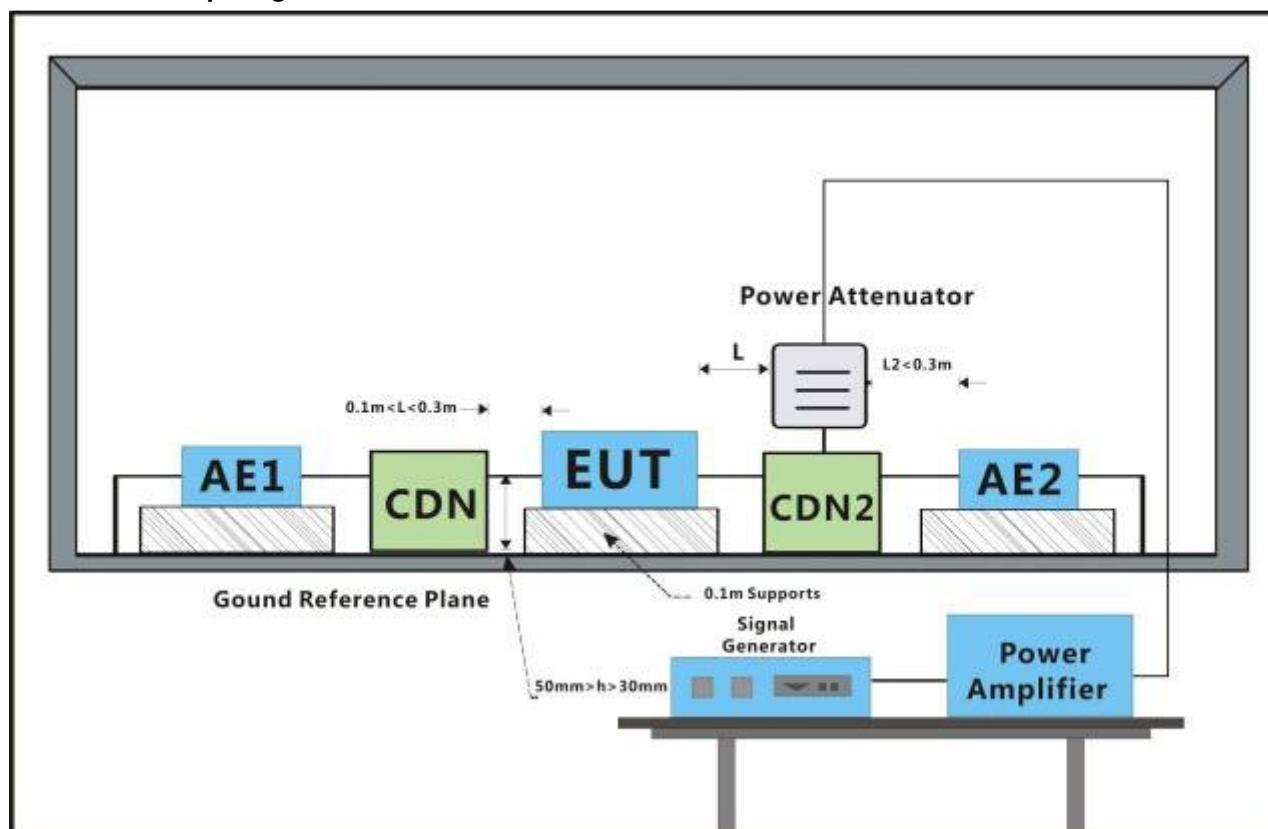 Power Attenuator
L
L2<0.3m
0.1m<L<0.3m
AE1
CDN
EUT
CDN2
AE2
Gound Reference Plane
0.1m Supports
Signal
Generator
Power
Amplifier
50mm>h>30mm